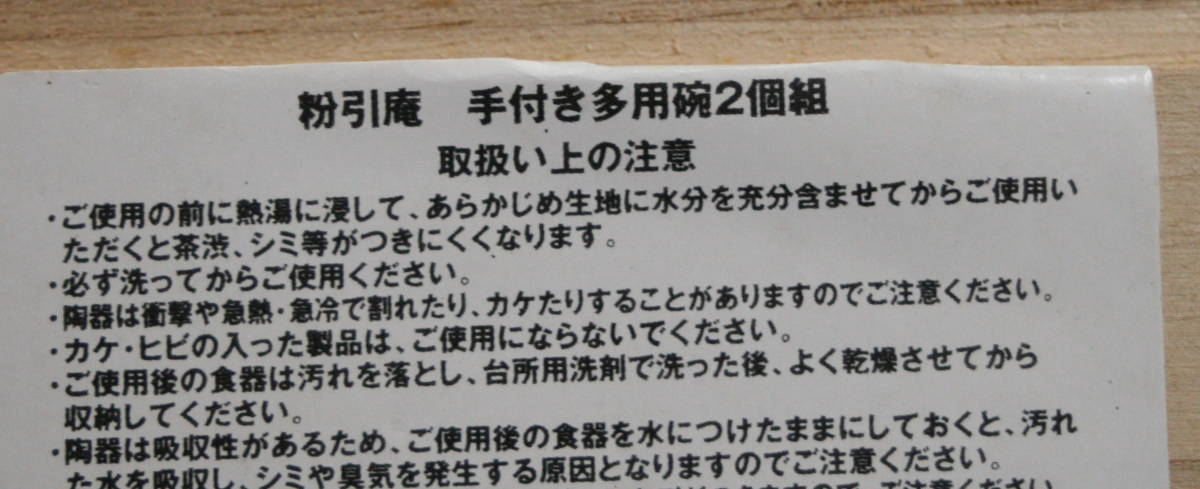 粉引庵　手付き多用碗2個組
取扱い上の注意
・ご使用の前に熱湯に浸して、あらかじめ生地に水分を充分含ませてからご使用い
ただくと茶渋、シミ等がつきにくくなります。
・必ず洗ってからご使用ください。
・陶器は衝撃や急熱・急冷で割れたり、カケたりすることがありますのでご注意ください。
・カケ・ヒビの入った製品は、ご使用にならないでください。
・ご使用後の食器は汚れを落とし、台所用洗剤で洗った後、よく乾燥させてから
収納してください。
・陶器は吸収性があるため、ご使用後の食器を水につけたままにしておくと、汚れ
た水を吸収し、シミや臭気を発生する原因となりますのでご注意ください。